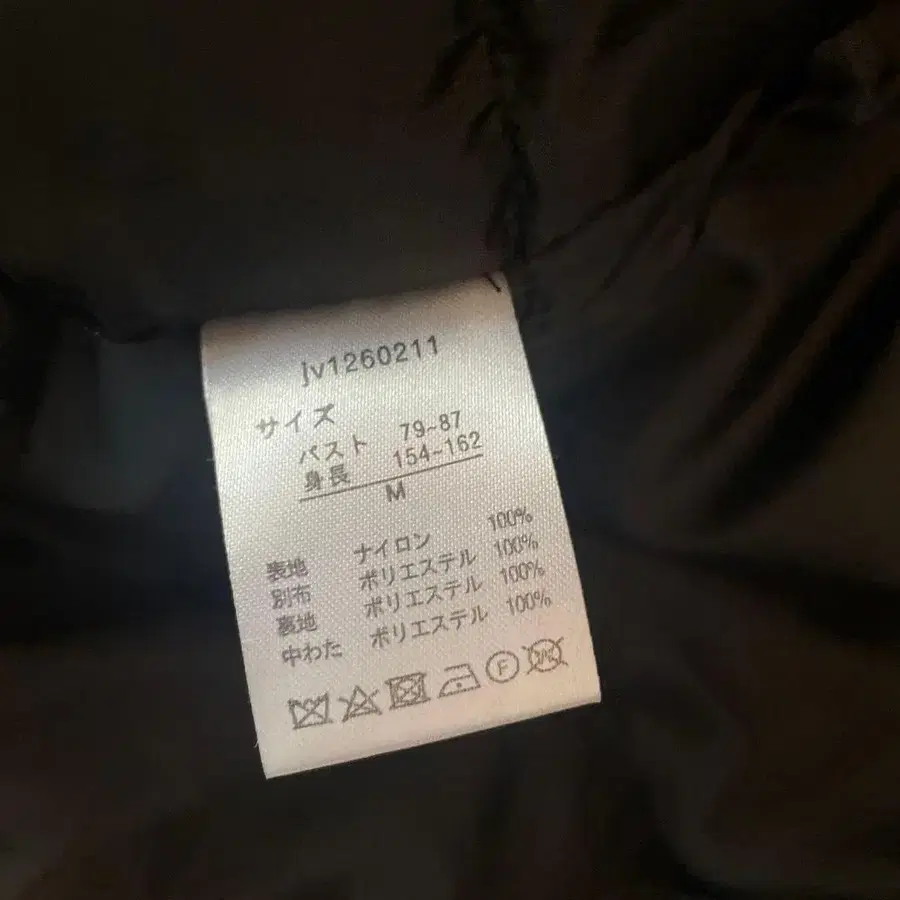 jv1260211
サイズ
バスト 79~87
身長 154~162
M
表地 ナイロン 100%
別布 ポリエステル 100%
裏地 ポリエステル 100%
中わた ポリエステル 100%
F
W